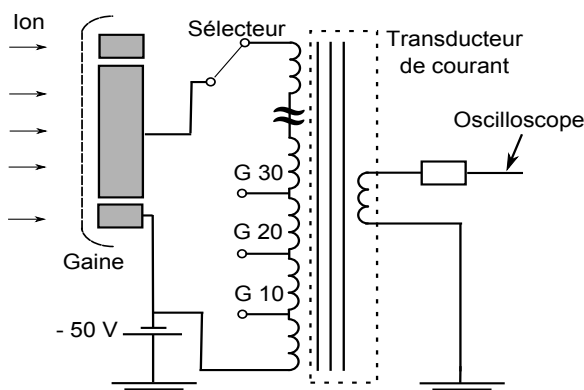 Ion
Sélecteur
Transducteur
de courant
Oscilloscope
G 30
G 20
G 10
Gaine
- 50 V